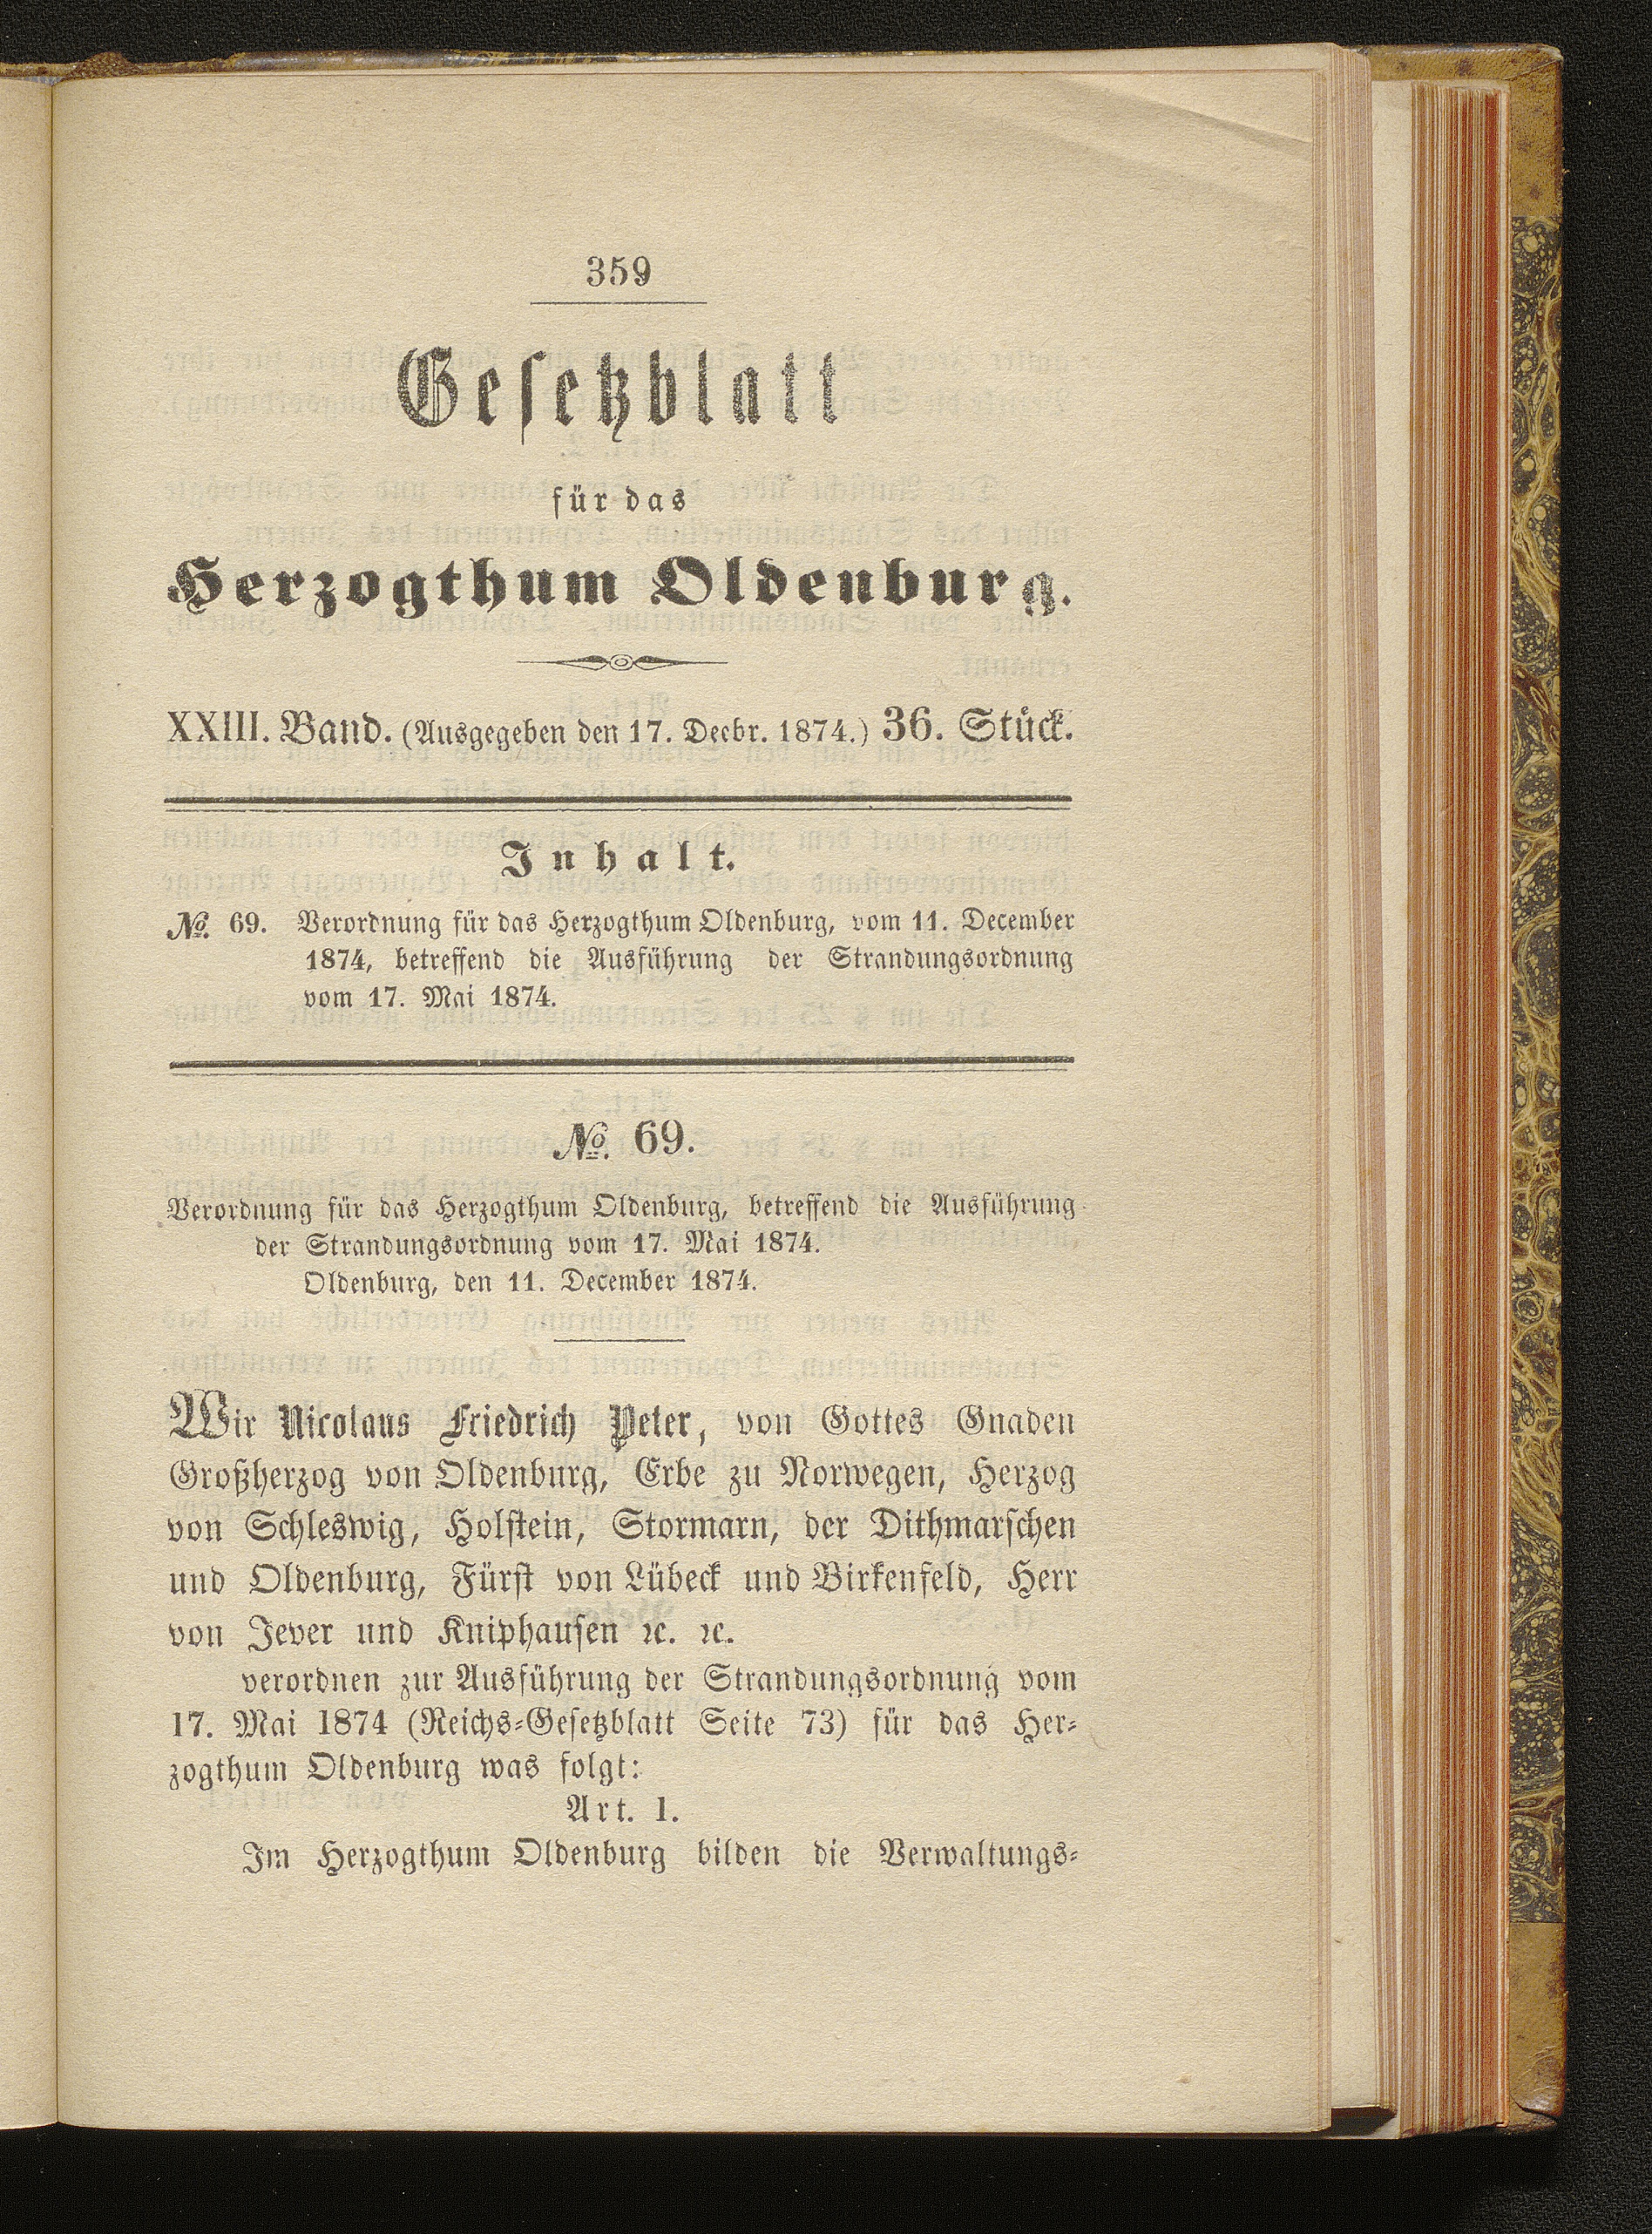 359
Gesetzblatt
für das
Herzogthum Oldenburg.
XXIII. Band. (Ausgegeben den 17. Decbr. 1874.) 36. Stück.
Inhalt.
№. 69. Verordnung für das Herzogthum Oldenburg, vom 11. December
1874, betreffend die Ausführung der Strandungsordnung
vom 17. Mai 1874.
№. 69.
Verordnung für das Herzogthum Oldenburg, betreffend die Ausführung
der Strandungsordnung vom 17. Mai 1874.
Oldenburg, den 11. December 1874.
Wir Nicolaus Friedrich Peter, von Gottes Gnaden
Großherzog von Oldenburg, Erbe zu Norwegen, Herzog
von Schleswig, Holstein, Stormarn, der Dithmarschen
und Oldenburg, Fürst von Lübeck und Birkenfeld, Herr
von Jever und Kniphausen ꝛc. ꝛc.
verordnen zur Ausführung der Strandungsordnung vom
17. Mai 1874 (Reichs-Gesetzblatt Seite 73) für das Her-
zogthum Oldenburg was folgt:
Art. 1.
Im Herzogthum Oldenburg bilden die Verwaltungs-